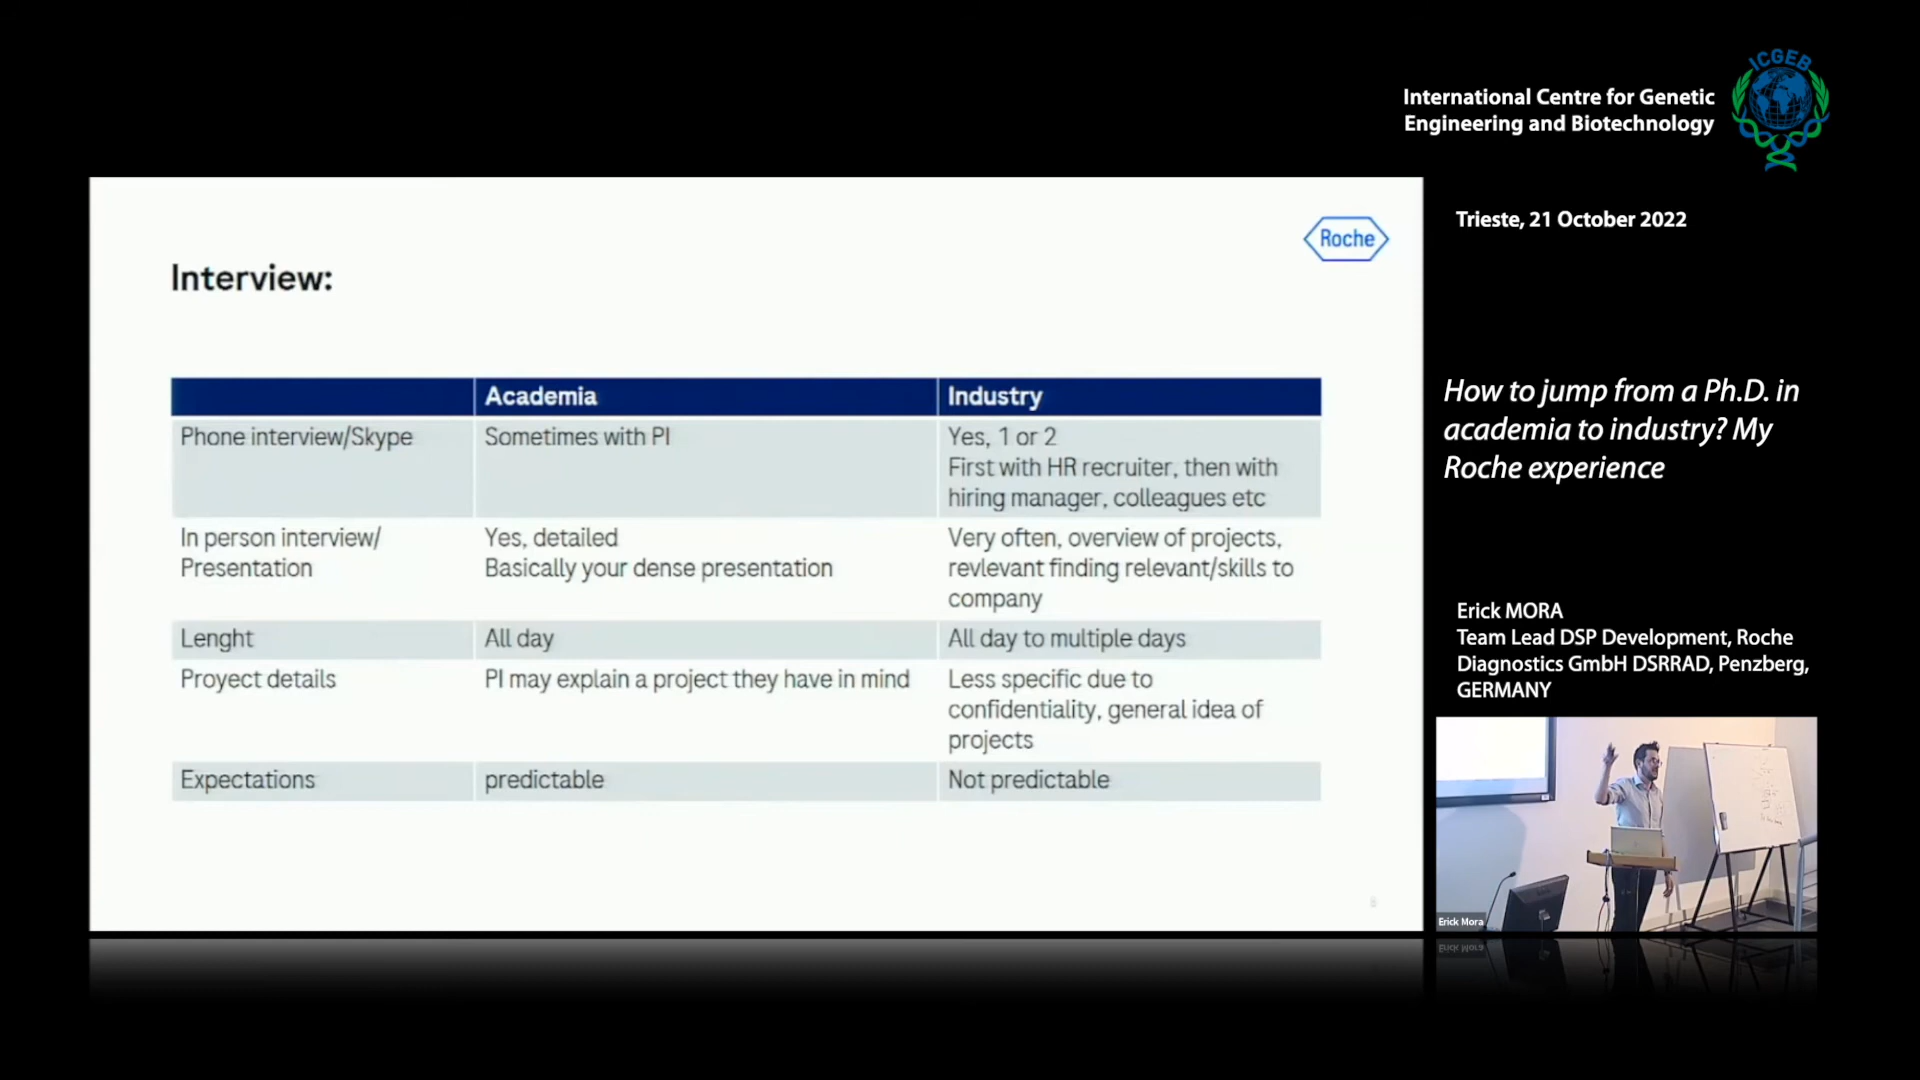 ICGEB
International Centre for Genetic
Engineering and Biotechnology
Trieste, 21 October 2022
Roche
Interview:
Academia
Industry
Phone interview/Skype
Sometimes with PI
Yes, 1 or 2
First with HR recruiter, then with
hiring manager, colleagues etc
In person interview/
Presentation
Yes, detailed
Basically your dense presentation
Very often, overview of projects,
revlevant finding relevant/skills to
company
Lenght
All day
All day to multiple days
Proyect details
PI may explain a project they have in mind
Less specific due to
confidentiality, general idea of
projects
Expectations
predictable
Not predictable
8
How to jump from a Ph.D. in
academia to industry? My
Roche experience
Erick MORA
Team Lead DSP Development, Roche
Diagnostics GmbH DSRRAD, Penzberg,
GERMANY
Erick Mora